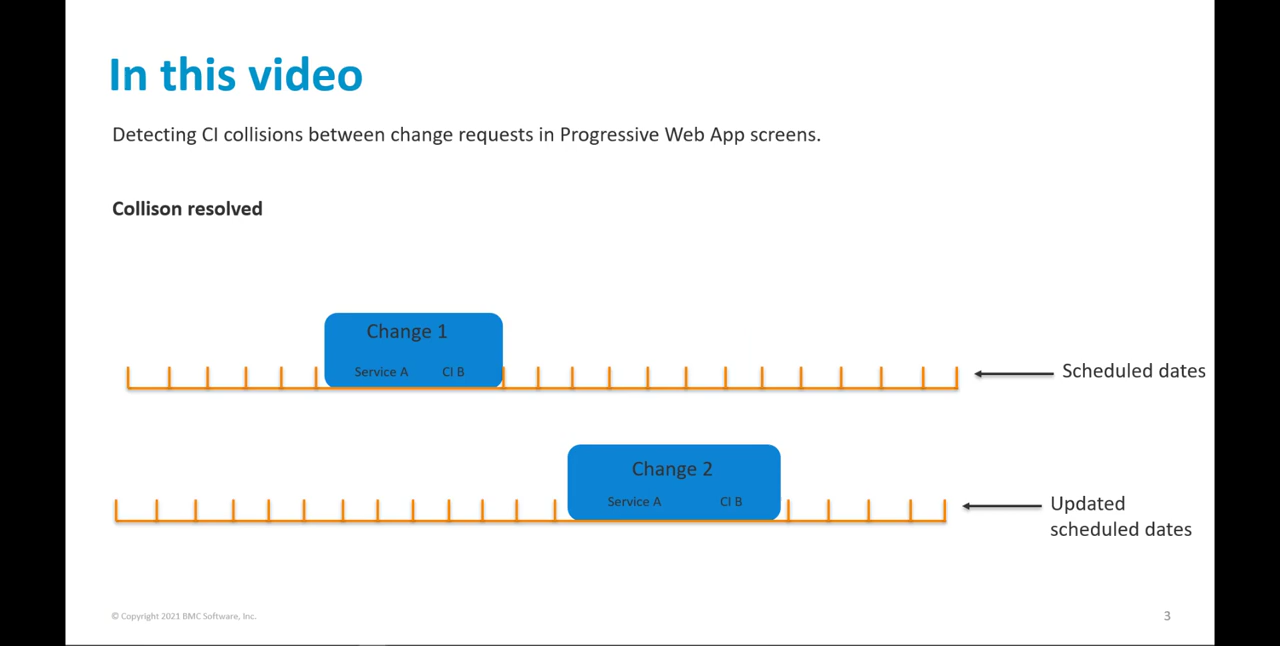 In this video
Detecting CI collisions between change requests in Progressive Web App screens.
Collison resolved
Change 1
Service A CI B
Scheduled dates
Change 2
Service A CI B
Updated
scheduled dates
© Copyright 2021 BMC Software, Inc.
3